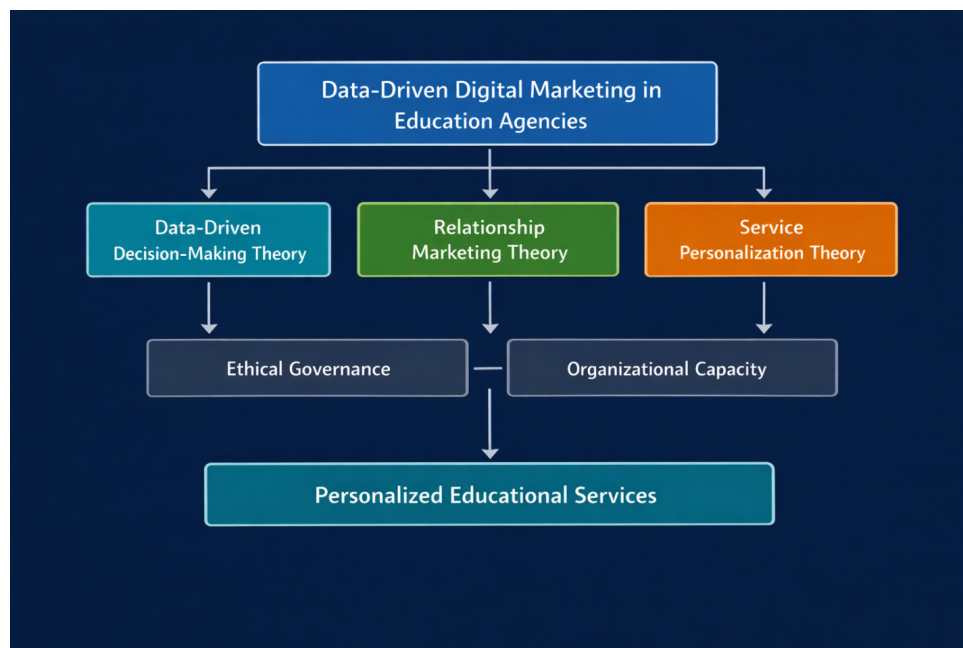 Data-Driven Digital Marketing in
Education Agencies
Data-Driven
Decision-Making Theory
Relationship
Marketing Theory
Service
Personalization Theory
Ethical Governance
Organizational Capacity
Personalized Educational Services